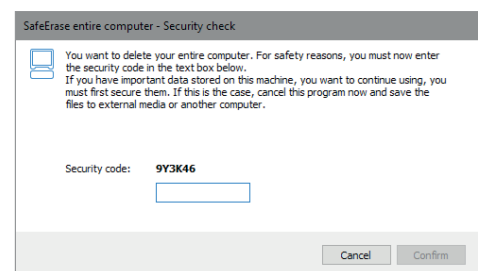 SafeErase entire computer - Security check
You want to delete your entire computer. For safety reasons, you must now enter
the security code in the text box below.
If you have important data stored on this machine, you want to continue using, you
must first secure them. If this is the case, cancel this program now and save the
files to external media or another computer.
Security code: 9Y3K46
Cancel Confirm